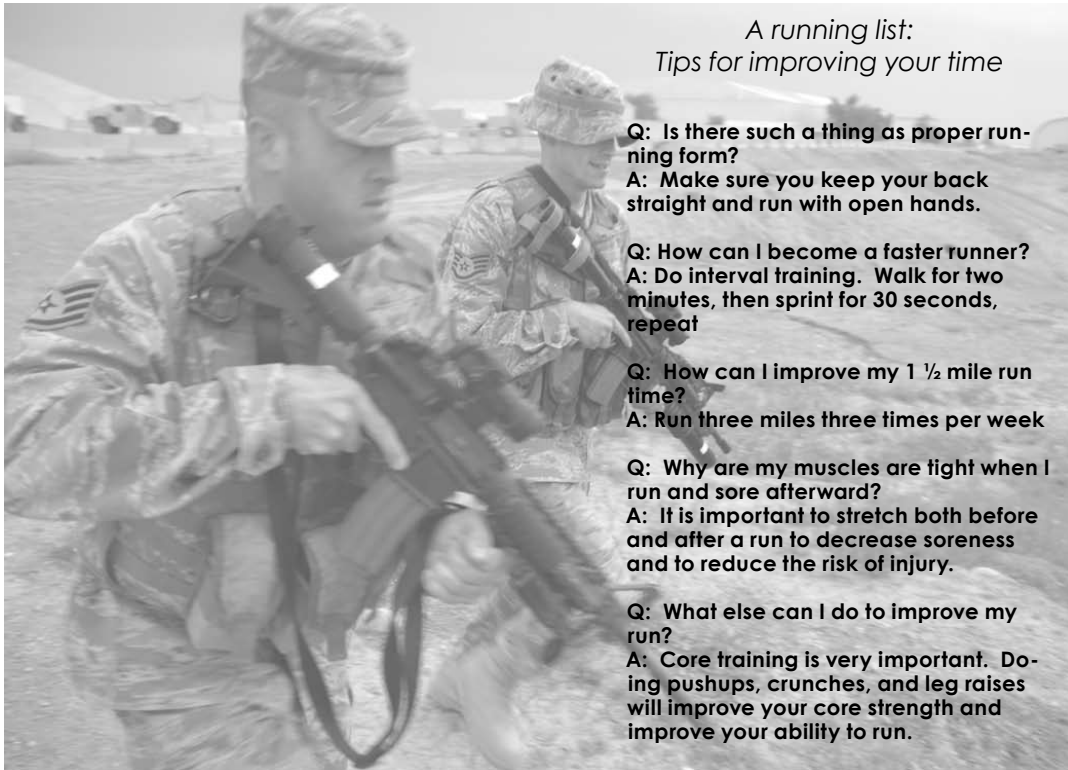 A running list:
Tips for improving your time
Q: Is there such a thing as proper run-
ning form?
A: Make sure you keep your back
straight and run with open hands.
Q: How can I become a faster runner?
A: Do interval training. Walk for two
minutes, then sprint for 30 seconds,
repeat
Q: How can I improve my 1 ½ mile run
time?
A: Run three miles three times per week
Q: Why are my muscles are tight when I
run and sore afterward?
A: It is important to stretch both before
and after a run to decrease soreness
and to reduce the risk of injury.
Q: What else can I do to improve my
run?
A: Core training is very important. Do-
ing pushups, crunches, and leg raises
will improve your core strength and
improve your ability to run.